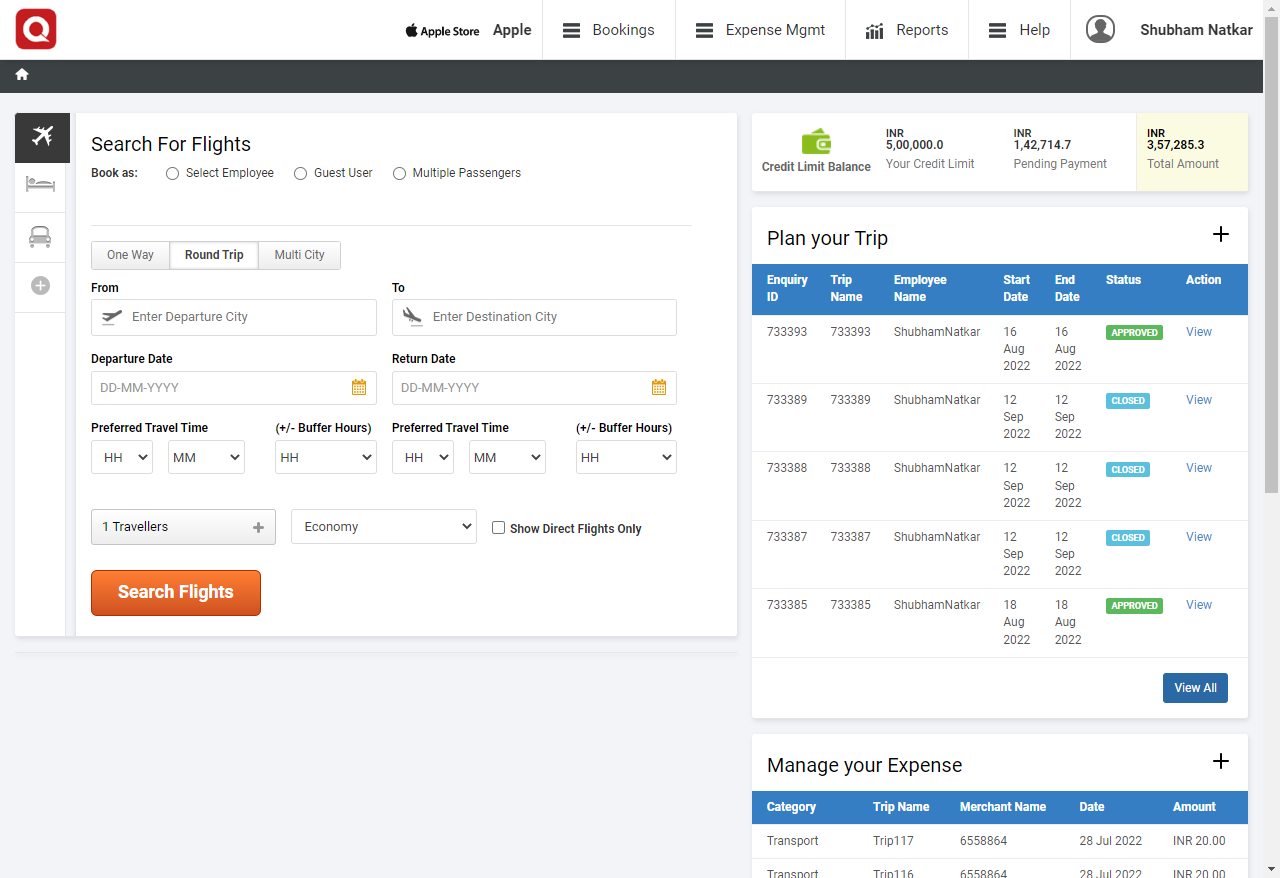 Apple Store Apple
Bookings
Expense Mgmt
Reports
Help
Shubham Natkar
Search For Flights
Book as: Select Employee Guest User Multiple Passengers
One Way Round Trip Multi City
From To
Enter Departure City Enter Destination City
Departure Date Return Date
DD-MM-YYYY DD-MM-YYYY
Preferred Travel Time (+/- Buffer Hours) Preferred Travel Time (+/- Buffer Hours)
HH MM HH HH MM HH
1 Travellers Economy Show Direct Flights Only
Search Flights
Credit Limit Balance
INR
5,00,000.0
Your Credit Limit
INR
1,42,714.7
Pending Payment
INR
3,57,285.3
Total Amount
Plan your Trip
Enquiry ID Trip Name Employee Name Start Date End Date Status Action
733393 733393 ShubhamNatkar 16 Aug 2022 16 Aug 2022 APPROVED View
733389 733389 ShubhamNatkar 12 Sep 2022 12 Sep 2022 CLOSED View
733388 733388 ShubhamNatkar 12 Sep 2022 12 Sep 2022 CLOSED View
733387 733387 ShubhamNatkar 12 Sep 2022 12 Sep 2022 CLOSED View
733385 733385 ShubhamNatkar 18 Aug 2022 18 Aug 2022 APPROVED View
View All
Manage your Expense
Category Trip Name Merchant Name Date Amount
Transport Trip117 6558864 28 Jul 2022 INR 20.00
Transport Trip116 6558864 28 Jul 2022 INR 20.00